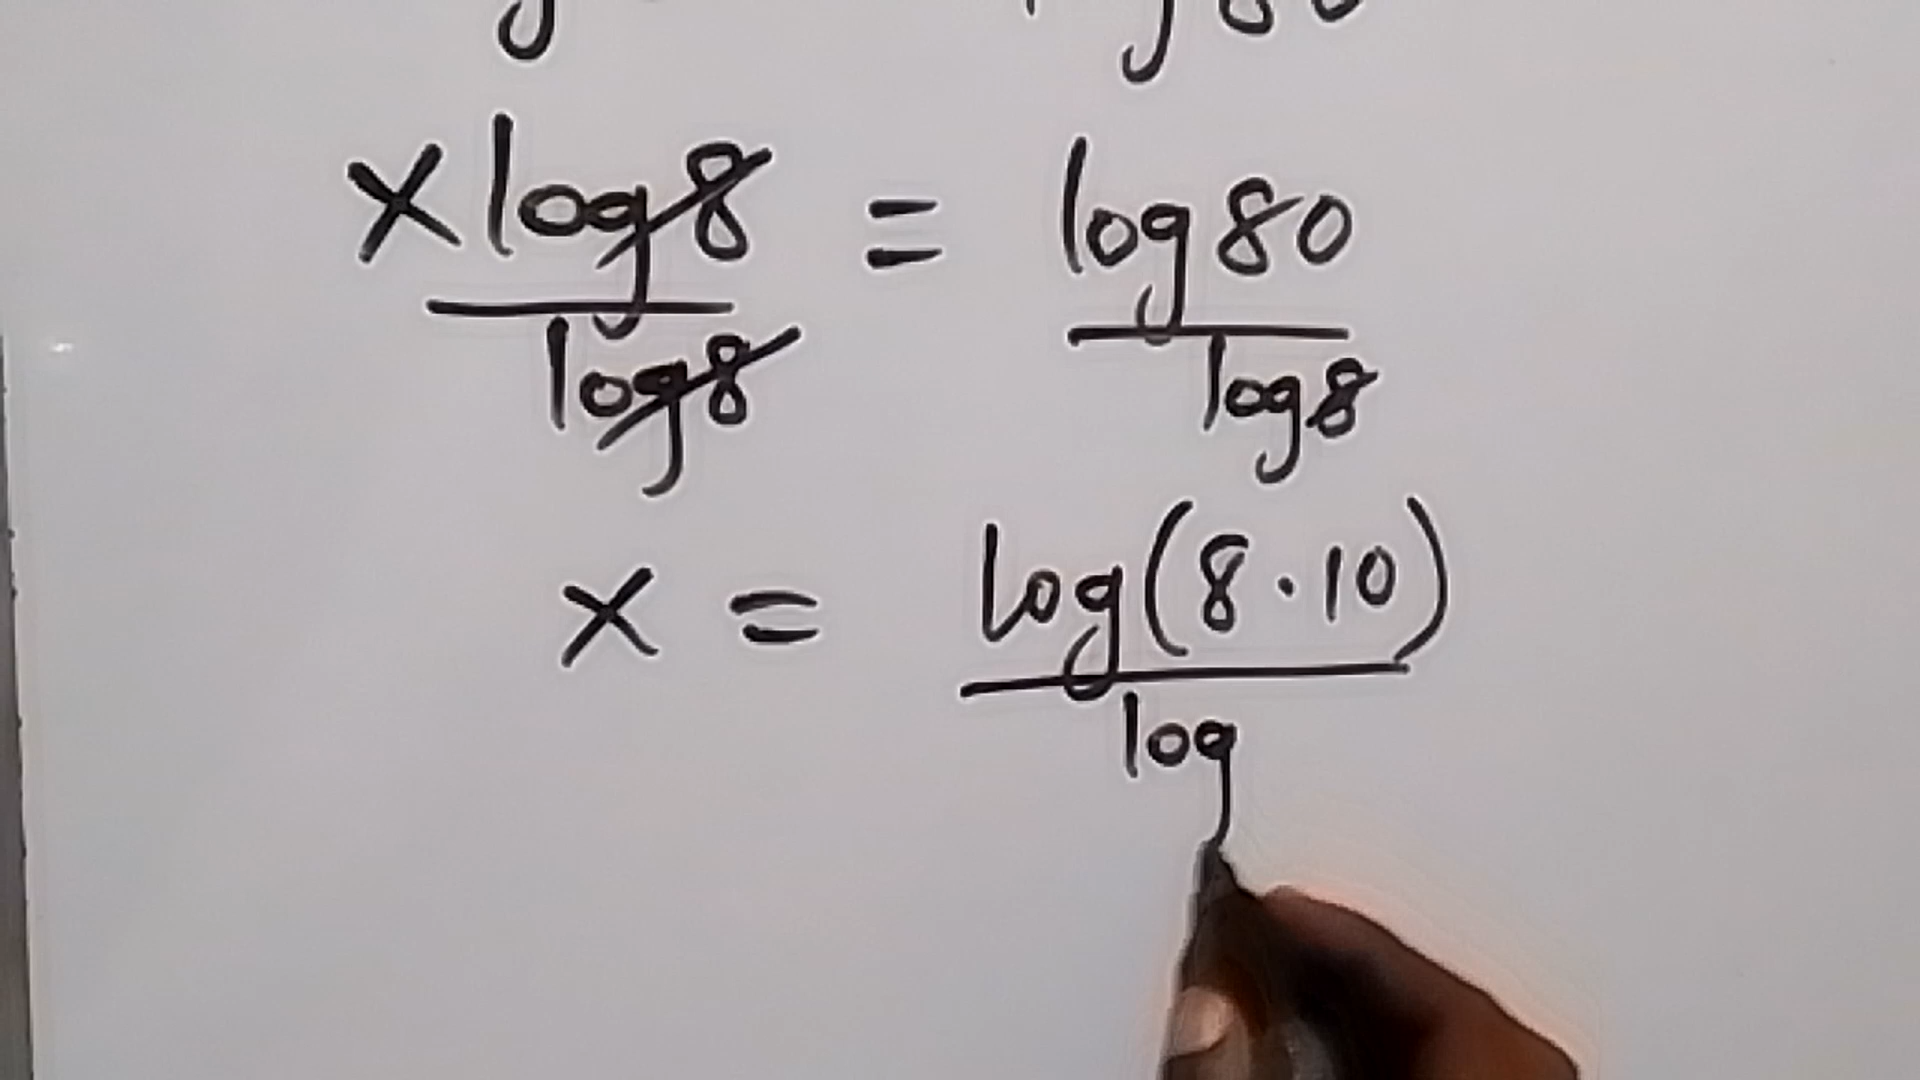 x log8 = log80
log8 log8
x = log(8·10)
log